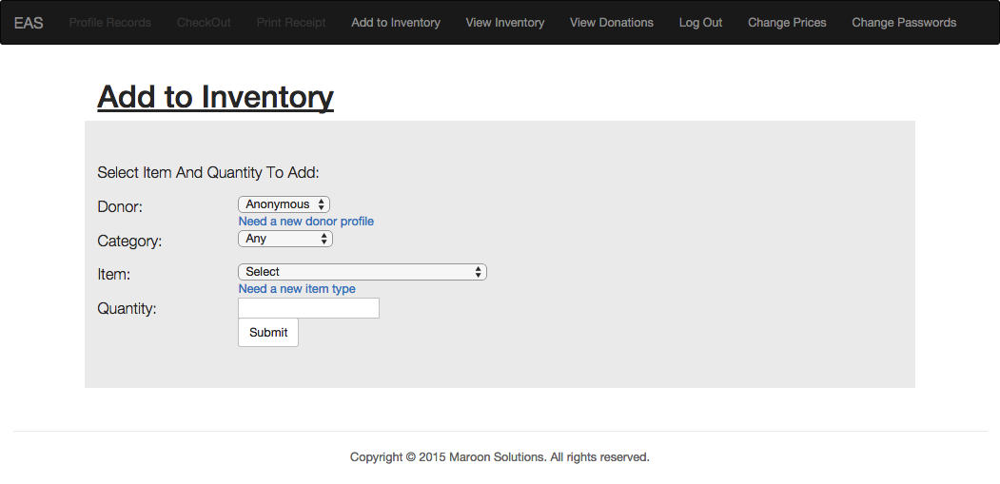 EAS Profile Records CheckOut Print Receipt Add to Inventory View Inventory View Donations Log Out Change Prices Change Passwords
Add to Inventory
Select Item And Quantity To Add:
Donor: Anonymous
Need a new donor profile
Category: Any
Item: Select
Need a new item type
Quantity:
Submit
Copyright © 2015 Maroon Solutions. All rights reserved.